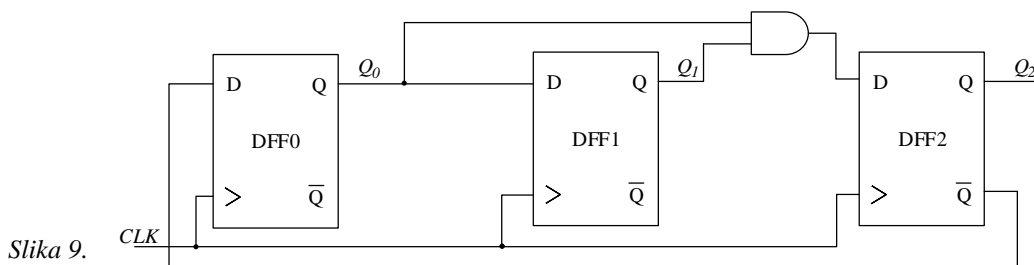 Q0 Q1 Q2
D Q D Q D Q
DFF0 DFF1 DFF2
Q̅ Q̅ Q̅
Slika 9. CLK